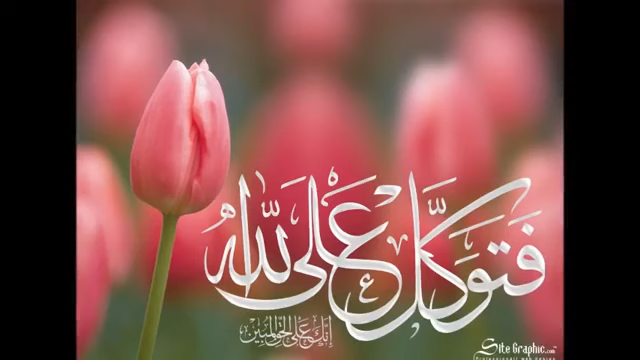 فتوكل على الله
إنك على الحق المبين
Site Graphic.com